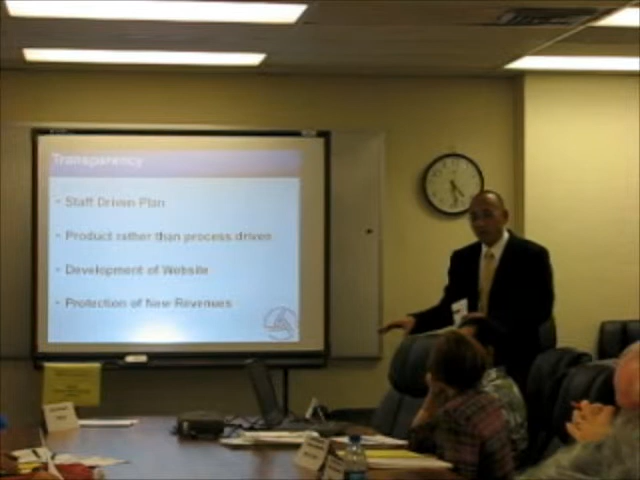 Transparency
• Staff Driven Plan
• Product rather than process driven
• Development of Website
• Protection of New Revenues